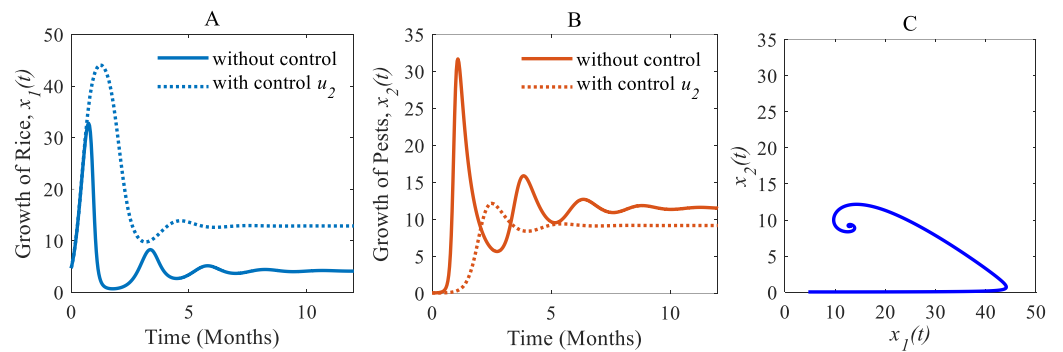 A
50
40
30
20
10
0
0
5
10
Growth of Rice, x₁(t)
Time (Months)
without control
with control u₂
B
35
30
25
20
15
10
5
0
0
5
10
Growth of Pests, x₂(t)
Time (Months)
without control
with control u₂
C
35
30
25
20
15
10
5
0
0
10
20
30
40
50
x₂(t)
x₁(t)